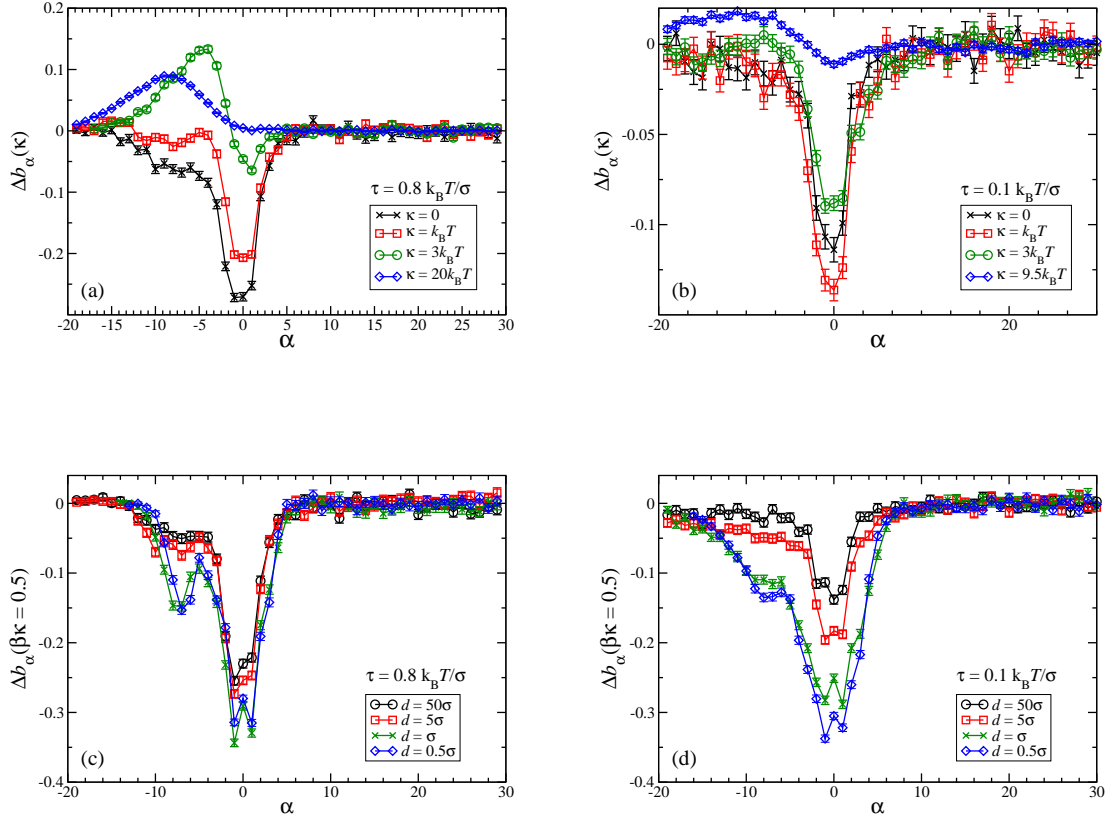 0.2
0.1
0
-0.1
-0.2
Δb_α(κ)
τ = 0.8 k_BT/σ
κ = 0
κ = k_BT
κ = 3k_BT
κ = 20k_BT
(a)
-20 -15 -10 -5 0 5 10 15 20 25 30
α
0
-0.05
-0.1
Δb_α(κ)
τ = 0.1 k_BT/σ
κ = 0
κ = k_BT
κ = 3k_BT
κ = 9.5k_BT
(b)
-20 0 20
α
0
-0.1
-0.2
-0.3
-0.4
Δb_α(βκ = 0.5)
τ = 0.8 k_BT/σ
d = 50σ
d = 5σ
d = σ
d = 0.5σ
(c)
-20 -10 0 10 20 30
α
0
-0.1
-0.2
-0.3
-0.4
Δb_α(βκ = 0.5)
τ = 0.1 k_BT/σ
d = 50σ
d = 5σ
d = σ
d = 0.5σ
(d)
-20 -10 0 10 20 30
α